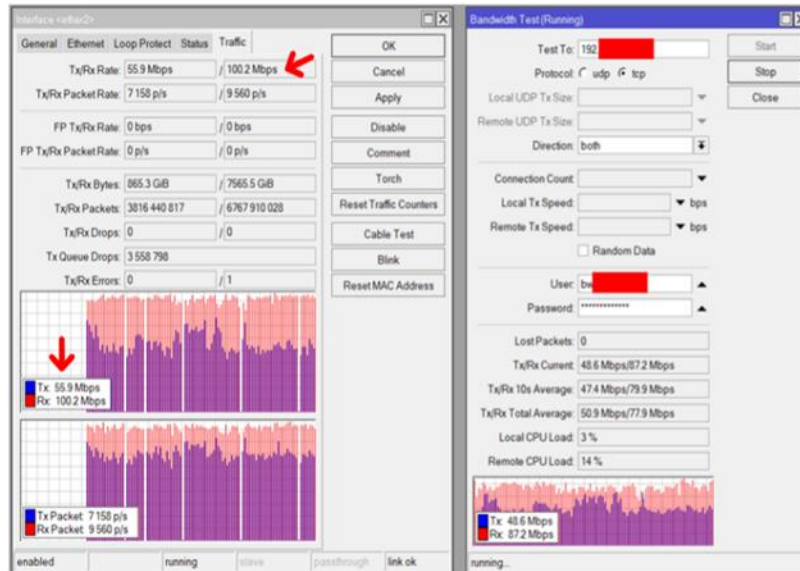 Interface <ether2>
General Ethernet Loop Protect Status Traffic
Tx/Rx Rate: 55.9 Mbps / 100.2 Mbps
Tx/Rx Packet Rate: 7 158 p/s / 9 560 p/s
FP Tx/Rx Rate: 0 bps / 0 bps
FP Tx/Rx Packet Rate: 0 p/s / 0 p/s
Tx/Rx Bytes: 865.3 GiB / 7565.5 GiB
Tx/Rx Packets: 3 816 440 817 / 6 767 910 028
Tx/Rx Drops: 0 / 0
Tx Queue Drops: 3 558 798
Tx/Rx Errors: 0 / 1
Tx: 55.9 Mbps
Rx: 100.2 Mbps
Tx Packet: 7 158 p/s
Rx Packet: 9 560 p/s
enabled running slave passthrough link ok
OK
Cancel
Apply
Disable
Comment
Torch
Reset Traffic Counters
Cable Test
Blink
Reset MAC Address
Bandwidth Test (Running)
Test To: 192
Protocol: udp tcp
Local UDP Tx Size:
Remote UDP Tx Size:
Direction: both
Connection Count:
Local Tx Speed: bps
Remote Tx Speed: bps
Random Data
User: bw
Password: *************
Lost Packets: 0
Tx/Rx Current: 48.6 Mbps/87.2 Mbps
Tx/Rx 10s Average: 47.4 Mbps/79.9 Mbps
Tx/Rx Total Average: 50.9 Mbps/77.9 Mbps
Local CPU Load: 3 %
Remote CPU Load: 14 %
Tx: 48.6 Mbps
Rx: 87.2 Mbps
running...
Start
Stop
Close